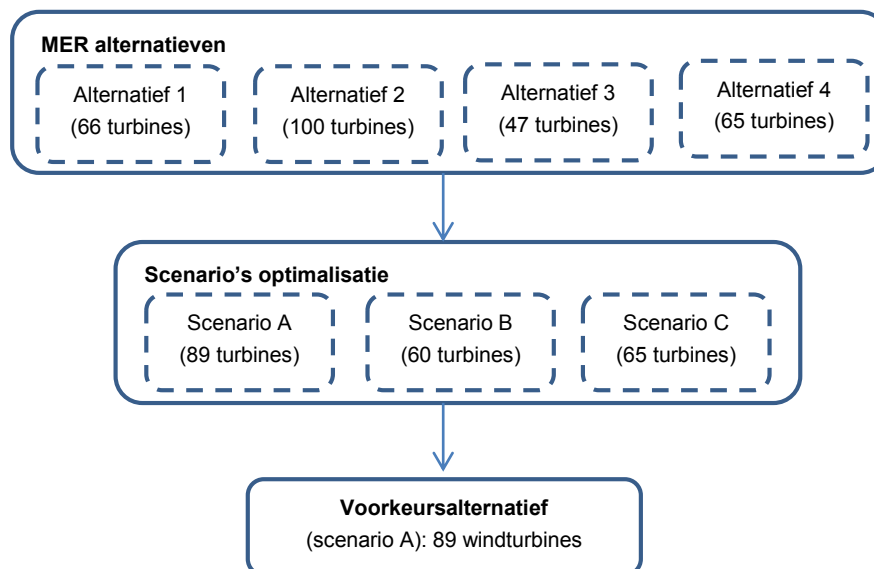 MER alternatieven
Alternatief 1
(66 turbines)
Alternatief 2
(100 turbines)
Alternatief 3
(47 turbines)
Alternatief 4
(65 turbines)
Scenario's optimalisatie
Scenario A
(89 turbines)
Scenario B
(60 turbines)
Scenario C
(65 turbines)
Voorkeursalternatief
(scenario A): 89 windturbines